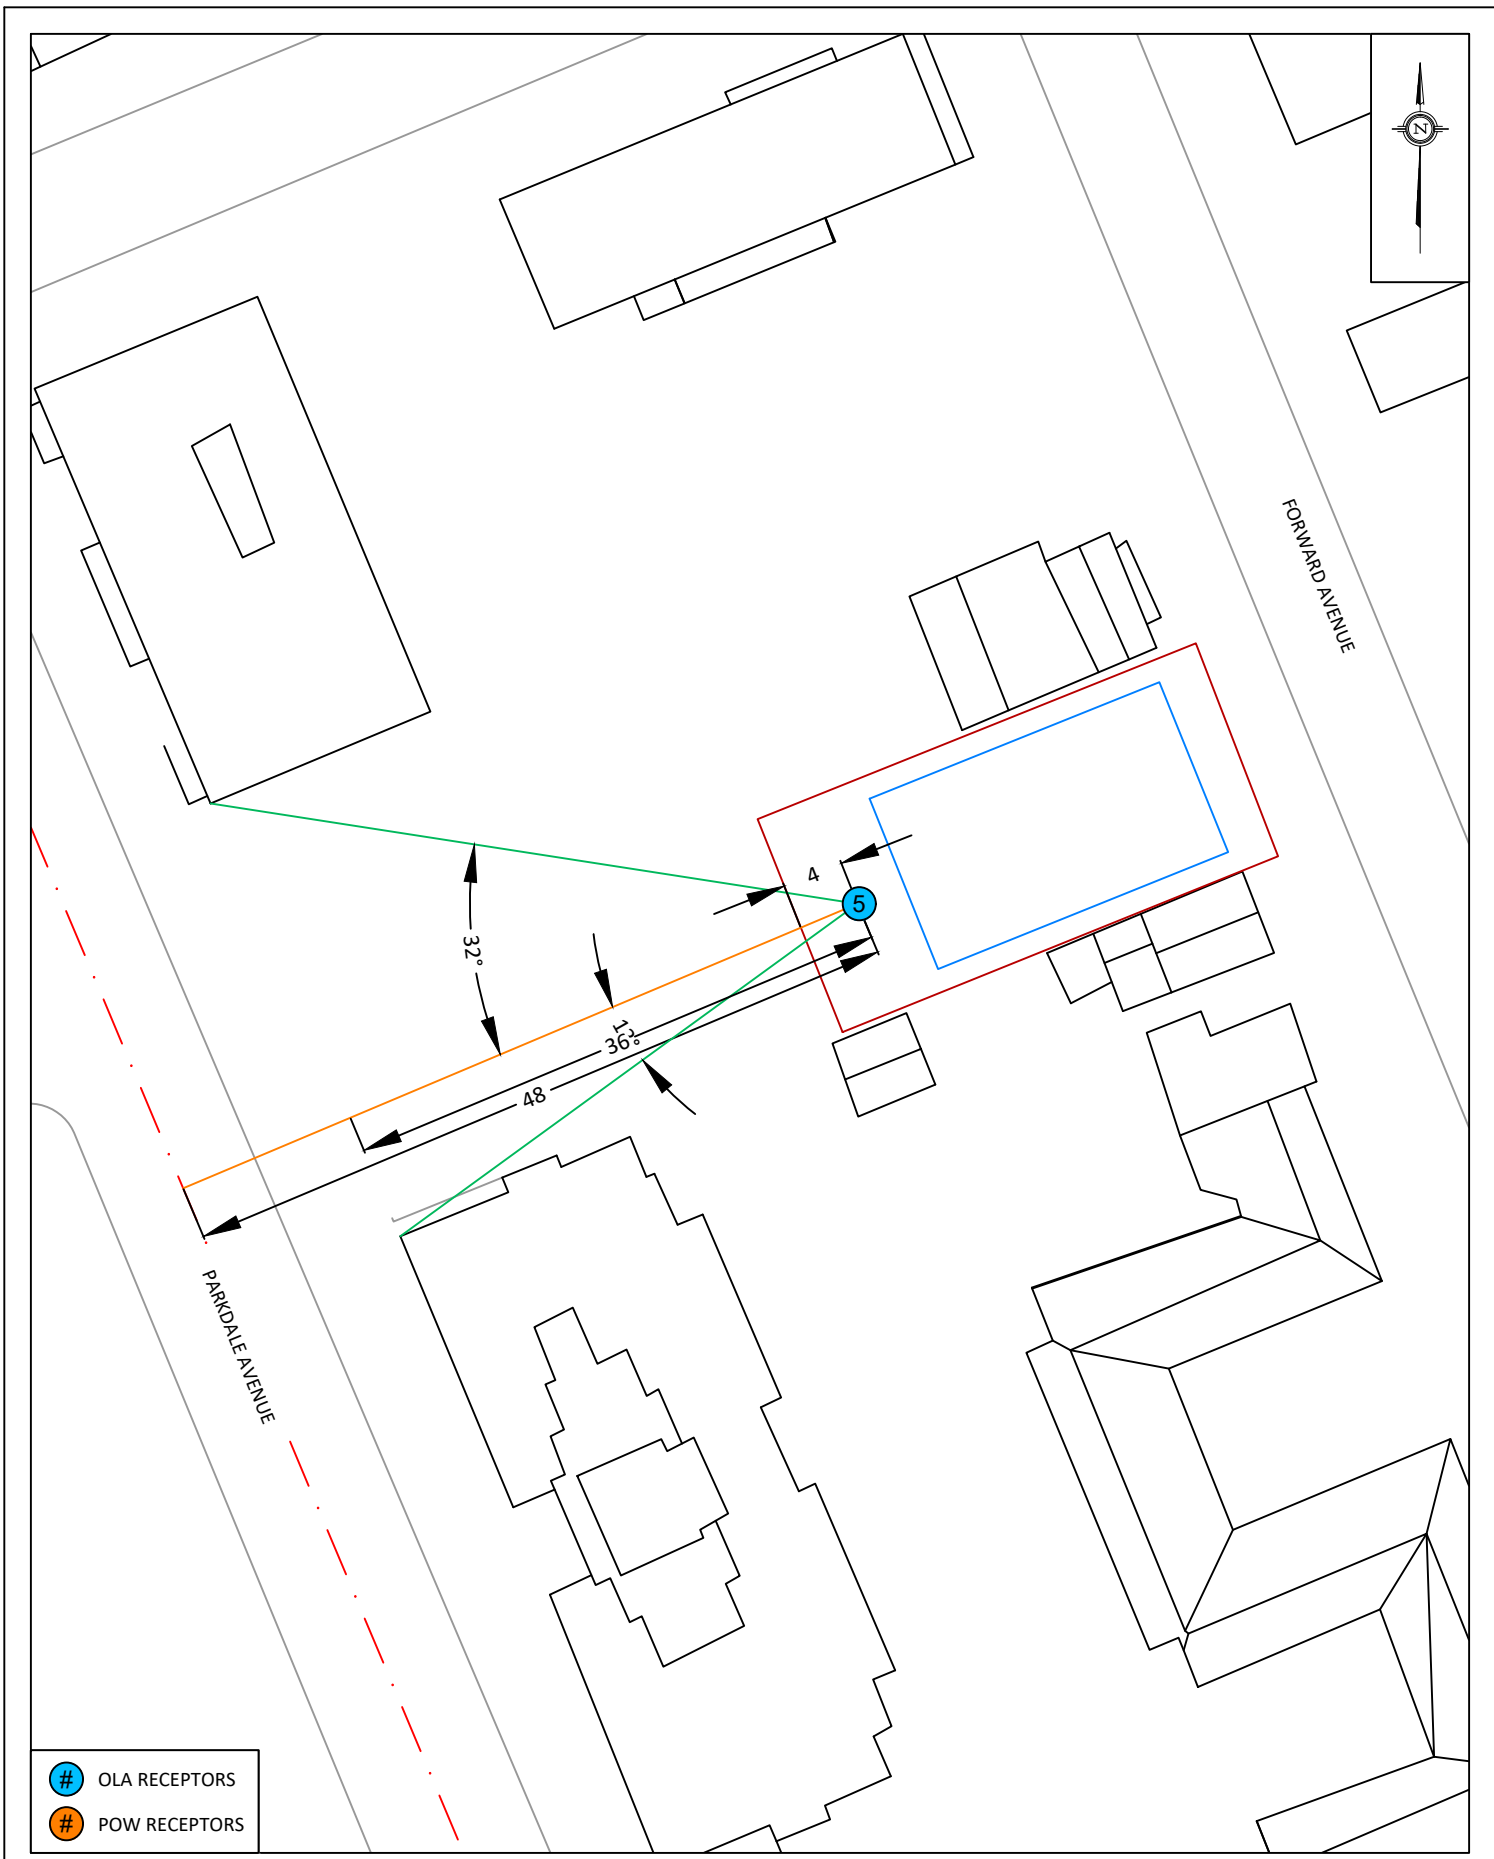 N
FORWARD AVENUE
4
5
32°
36
48
PARKDALE AVENUE
# OLA RECEPTORS
# POW RECEPTORS